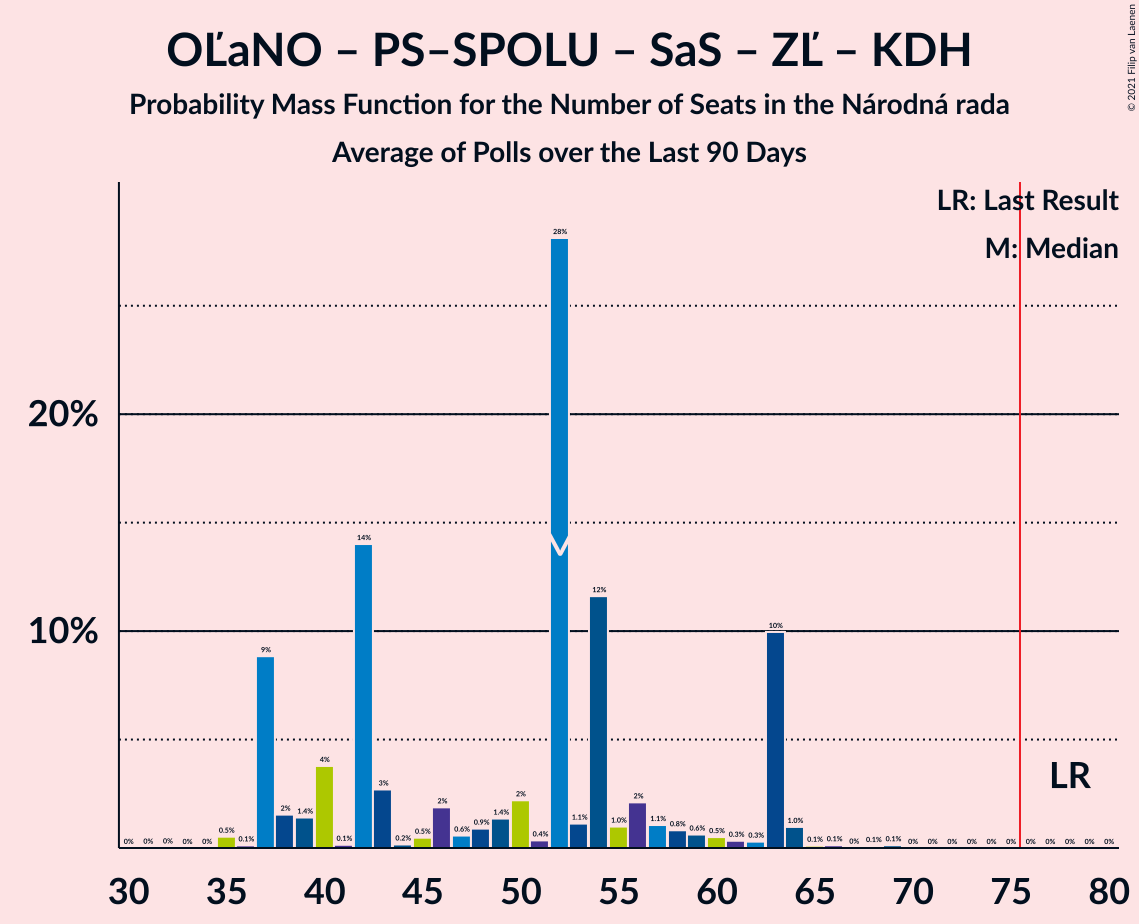 OĽaNO – PS–SPOLU – SaS – ZĽ – KDH
Probability Mass Function for the Number of Seats in the Národná rada
Average of Polls over the Last 90 Days
© 2021 Filip van Laenen
LR: Last Result
M: Median
28%
20%
14%
12%
10%
10%
9%
LR
4%
3%
2% 1.4% 2% 2% 2%
0.5% 0.1% 0.1% 0.2% 0.5% 0.6% 0.9% 1.4% 0.4% 1.1% 1.0% 1.1% 0.8% 0.6% 0.5% 0.3% 0.3% 1.0% 0.1% 0.1% 0.1% 0.1%
0% 0% 0% 0% 0% 0% 0% 0% 0% 0% 0% 0% 0% 0% 0% 0% 0%
30 35 40 45 50 55 60 65 70 75 80